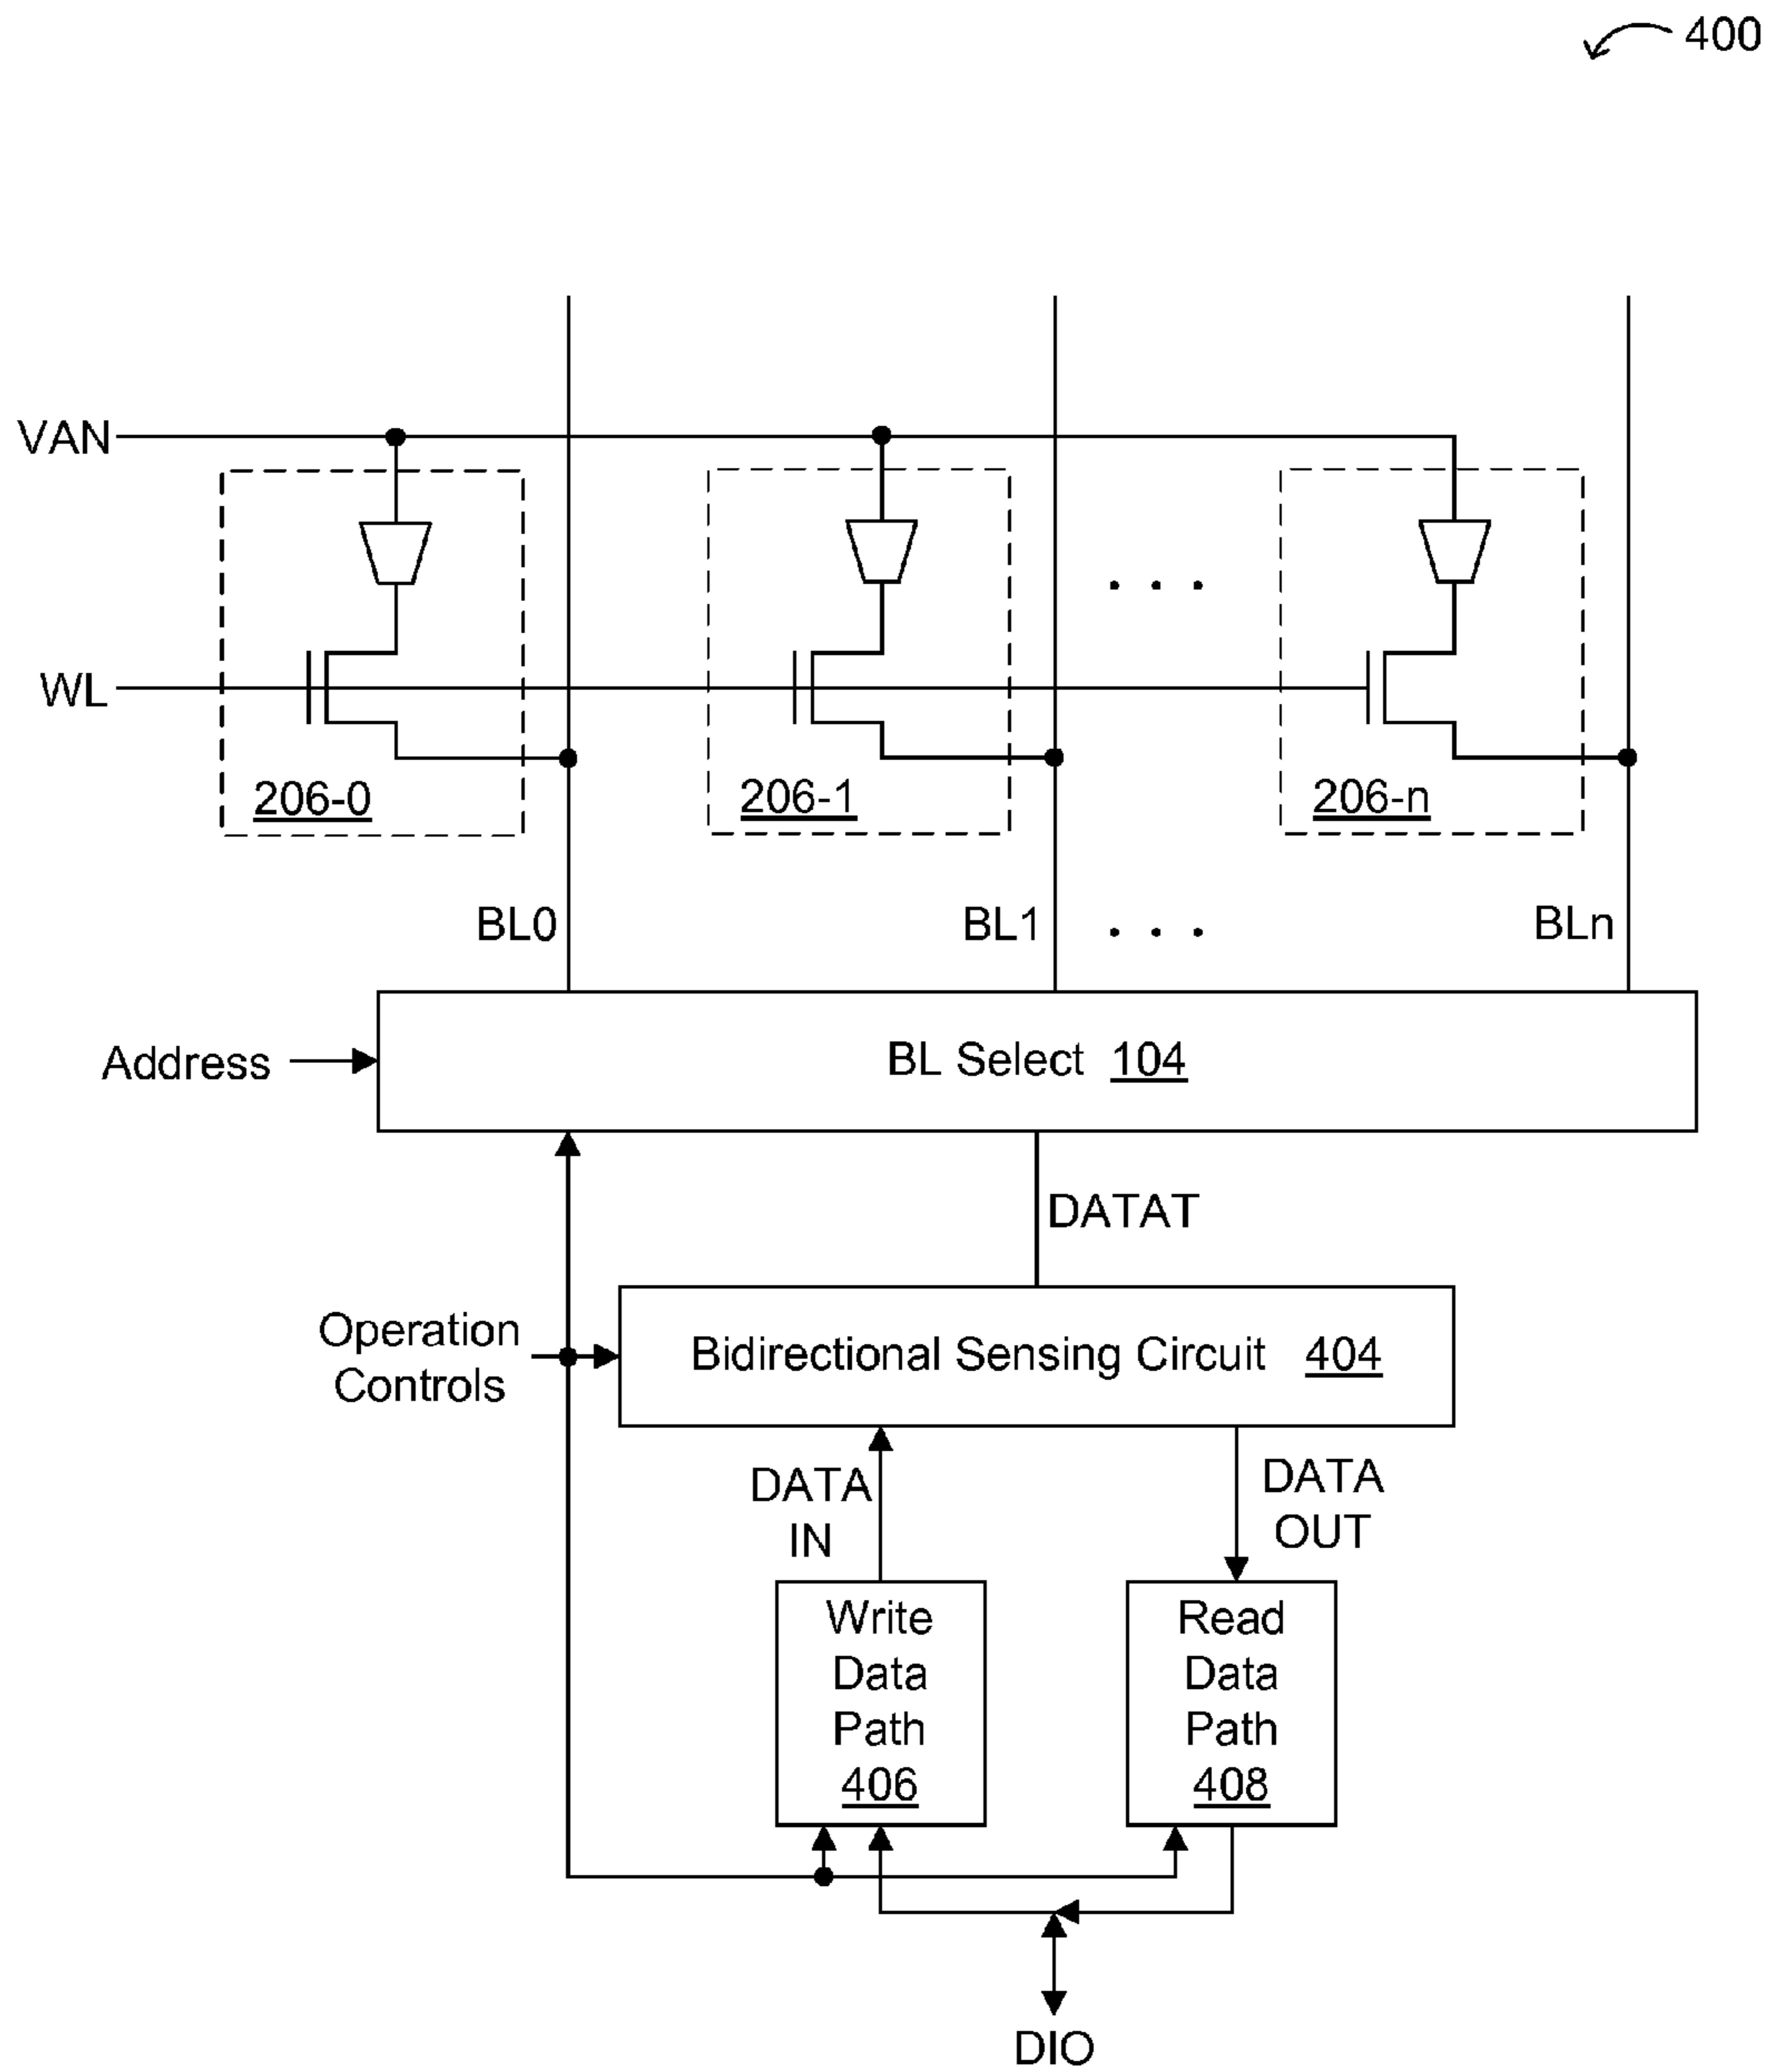 400
VAN
WL
206-0
206-1
. . .
206-n
BL0
BL1
. . .
BLn
Address
BL Select 104
DATAT
Operation
Controls
Bidirectional Sensing Circuit 404
DATA
IN
DATA
OUT
Write
Data
Path
406
Read
Data
Path
408
DIO